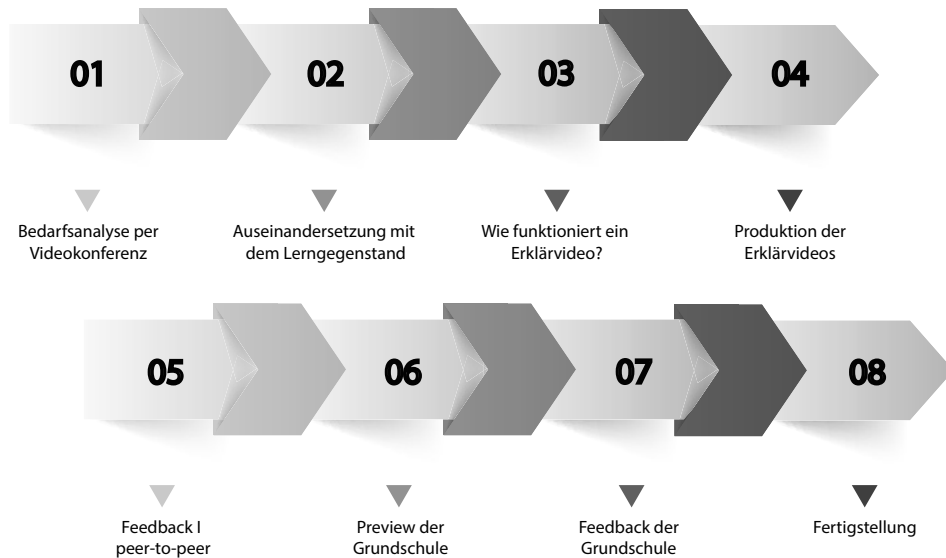 01
02
03
04
Bedarfsanalyse per
Videokonferenz
Auseinandersetzung mit
dem Lerngegenstand
Wie funktioniert ein
Erklärvideo?
Produktion der
Erklärvideos
05
06
07
08
Feedback I
peer-to-peer
Preview der
Grundschule
Feedback der
Grundschule
Fertigstellung